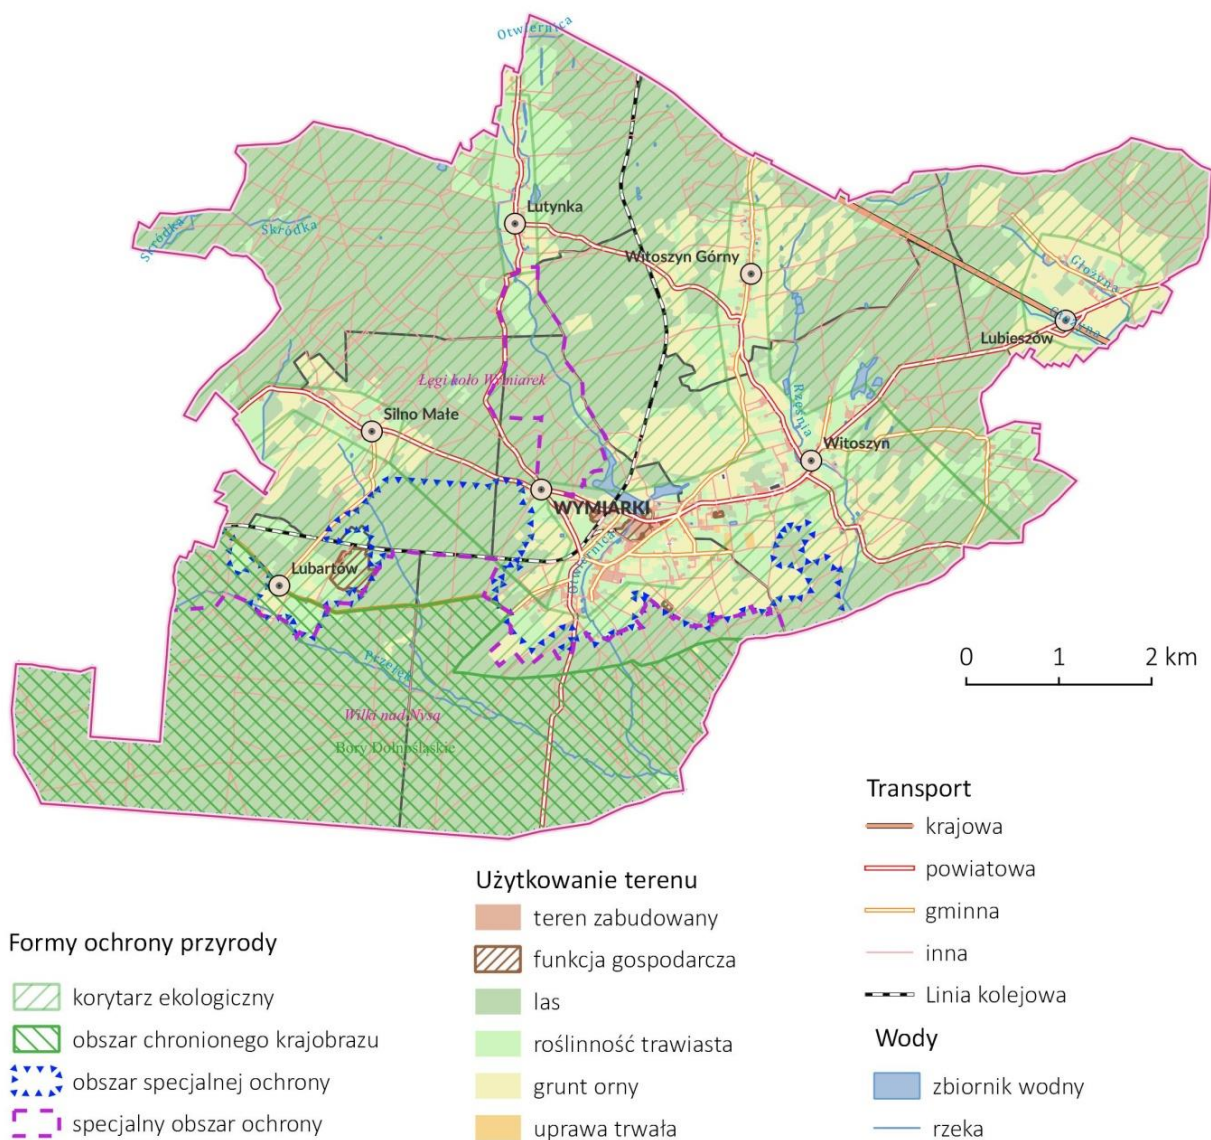 Otwiernica
Lutynka
Skródka
Skródka
Witoszyn Górny
Głożyna
Głożyna
Lubieszów
Łęgi koło Wymiarek
Silno Małe
Rześnia
Witoszyn
WYMIARKI
Otwiernica
Lubartów
Przełęk
Wilki nad Nysą
Bory Dolnośląskie
0 1 2 km
Transport
krajowa
powiatowa
gminna
inna
Linia kolejowa
Wody
zbiornik wodny
rzeka
Użytkowanie terenu
teren zabudowany
funkcja gospodarcza
las
roślinność trawiasta
grunt orny
uprawa trwała
Formy ochrony przyrody
korytarz ekologiczny
obszar chronionego krajobrazu
obszar specjalnej ochrony
specjalny obszar ochrony